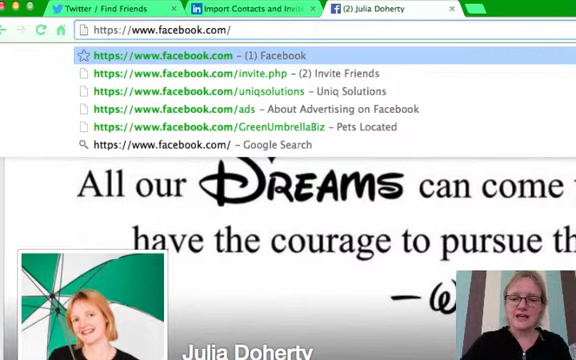 Twitter / Find Friends
Import Contacts and Invite
(2) Julia Doherty
https://www.facebook.com/
https://www.facebook.com – (1) Facebook
https://www.facebook.com/invite.php – (2) Invite Friends
https://www.facebook.com/uniqsolutions – Uniq Solutions
https://www.facebook.com/ads – About Advertising on Facebook
https://www.facebook.com/GreenUmbrellaBiz – Pets Located
https://www.facebook.com/ – Google Search
All our DREAMS can come
have the courage to pursue th
Julia Doherty